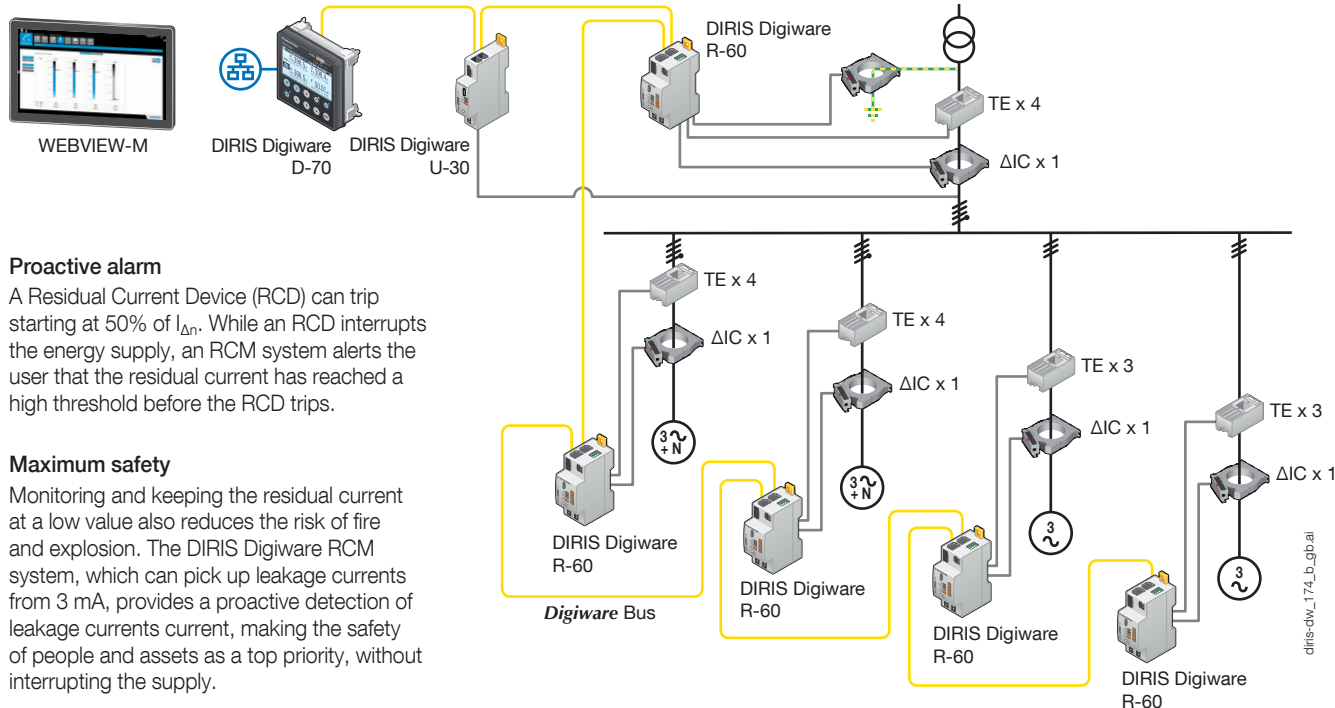 WEBVIEW-M
DIRIS Digiware
D-70
DIRIS Digiware
U-30
DIRIS Digiware
R-60
TE x 4
ΔIC x 1
Proactive alarm
A Residual Current Device (RCD) can trip
starting at 50% of I∆n. While an RCD interrupts
the energy supply, an RCM system alerts the
user that the residual current has reached a
high threshold before the RCD trips.
Maximum safety
Monitoring and keeping the residual current
at a low value also reduces the risk of fire
and explosion. The DIRIS Digiware RCM
system, which can pick up leakage currents
from 3 mA, provides a proactive detection of
leakage currents current, making the safety
of people and assets as a top priority, without
interrupting the supply.
TE x 4
ΔIC x 1
3
+ N
DIRIS Digiware
R-60
Digiware Bus
TE x 4
ΔIC x 1
3
+ N
DIRIS Digiware
R-60
TE x 3
ΔIC x 1
3
DIRIS Digiware
R-60
TE x 3
ΔIC x 1
3
DIRIS Digiware
R-60
diris-dw_174_b_gb.ai